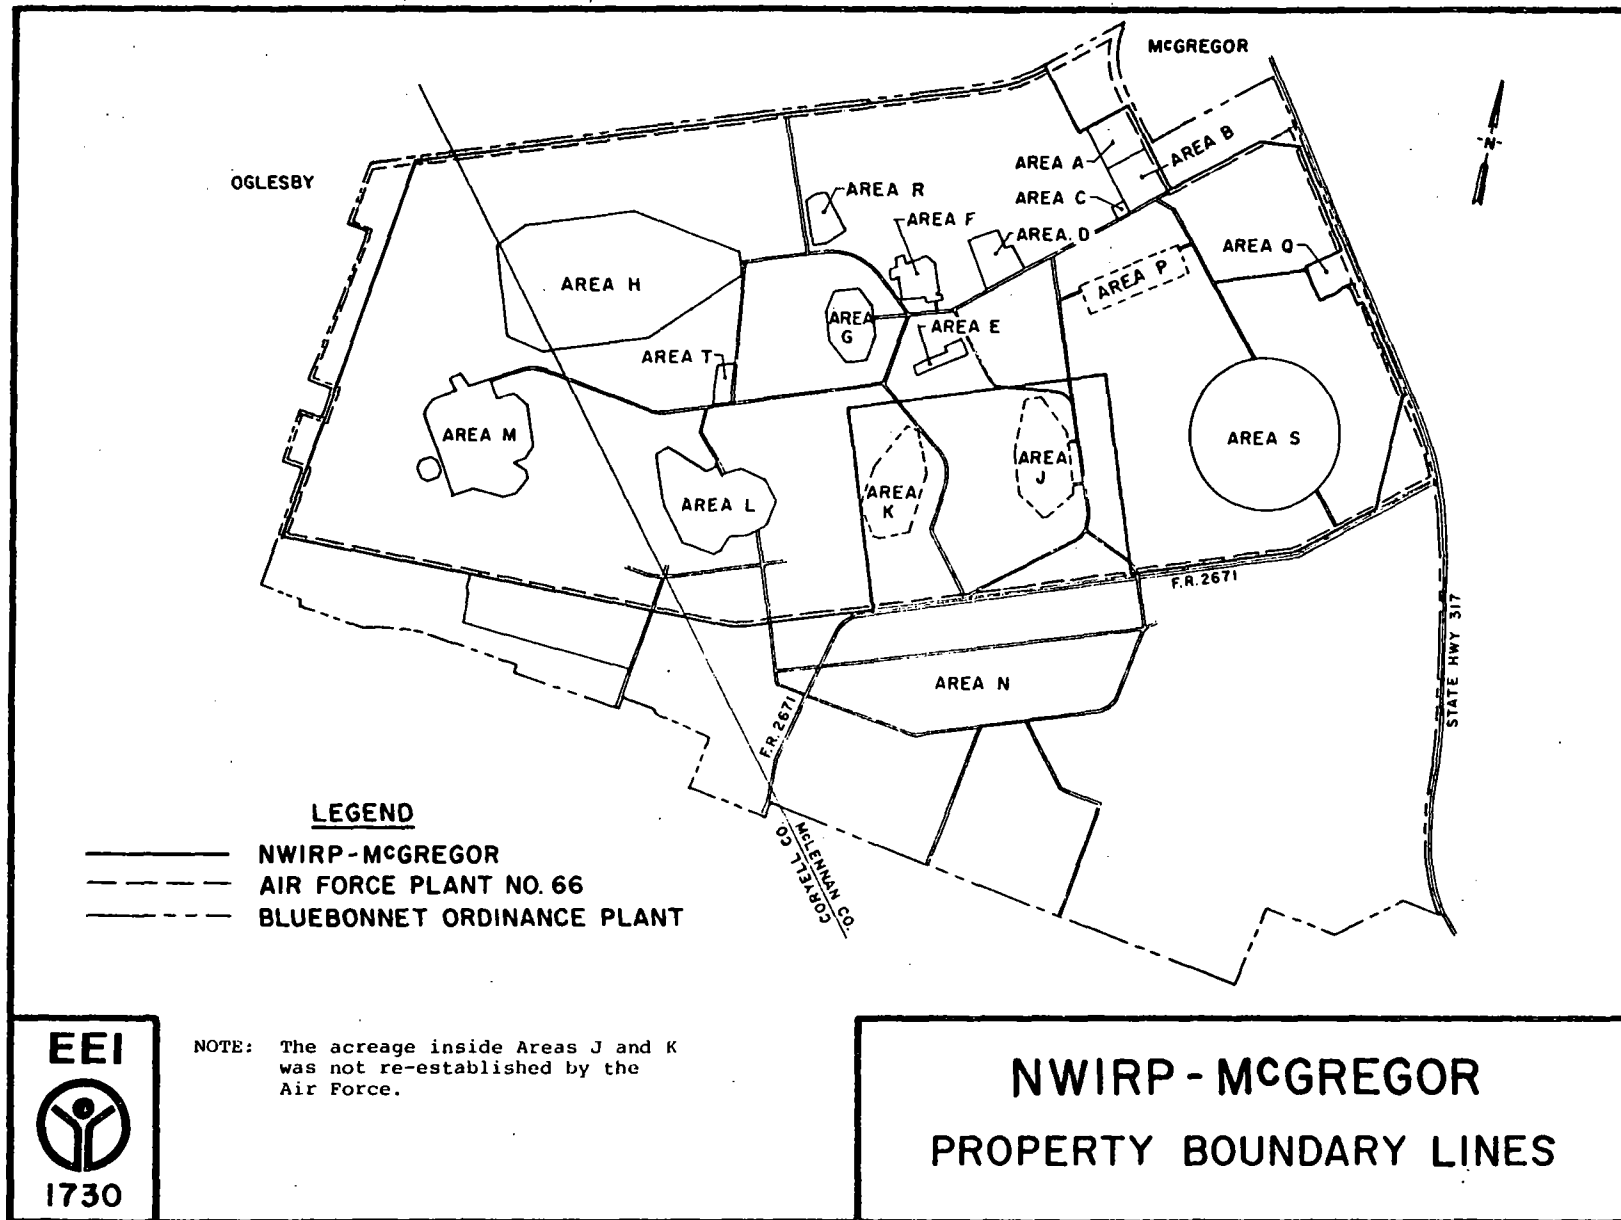 McGREGOR
OGLESBY
N
AREA A
AREA B
AREA C
AREA R
AREA F
AREA. D
AREA Q
AREA P
AREA H
AREA
G
AREA E
AREA T
AREA M
AREA S
AREA
J
AREA
K
AREA L
F.R. 2671
STATE HWY 317
AREA N
F.R. 2671
McLENNAN CO.
CORYELL CO.
LEGEND
NWIRP-McGREGOR
AIR FORCE PLANT NO. 66
BLUEBONNET ORDINANCE PLANT
EEI
1730
NOTE: The acreage inside Areas J and K
was not re-established by the
Air Force.
NWIRP - McGREGOR
PROPERTY BOUNDARY LINES